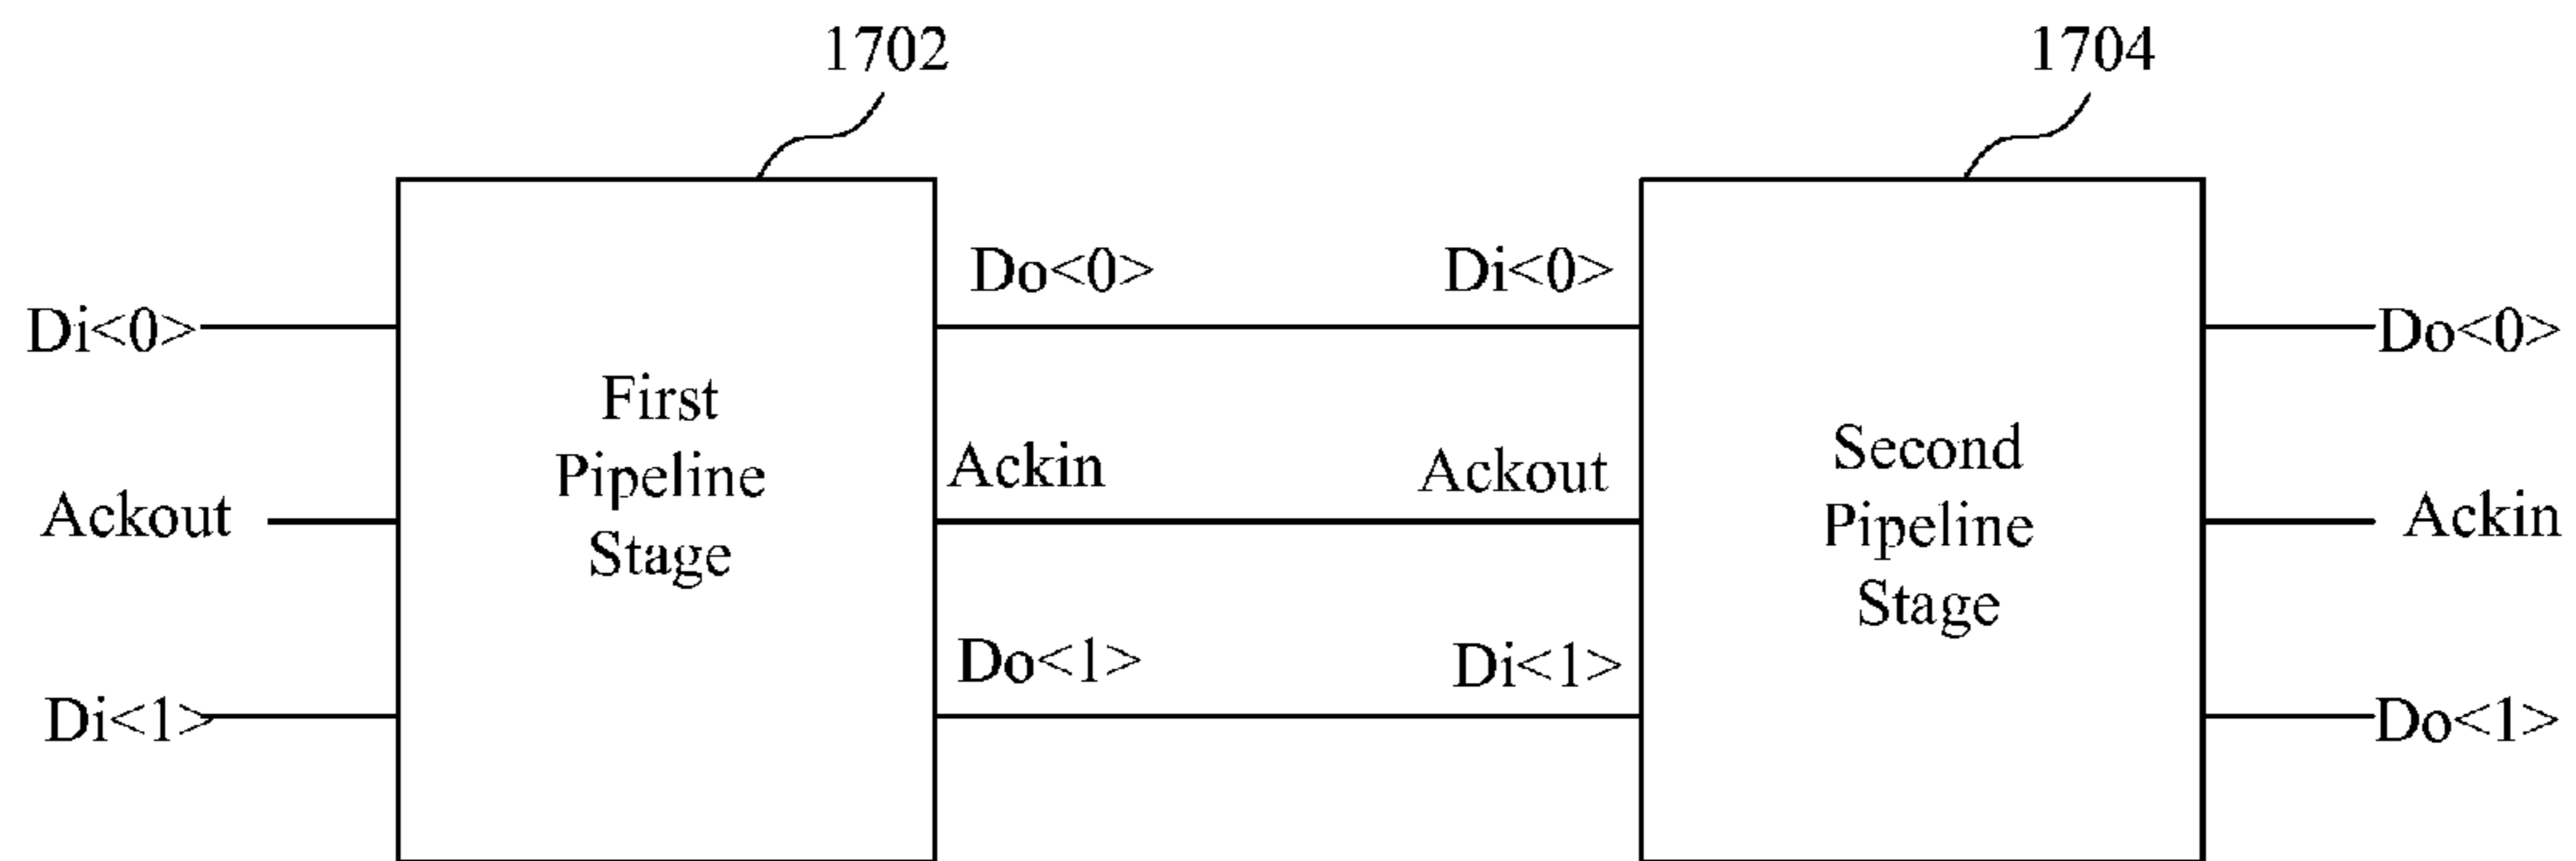 1702
1704
Do<0>
Di<0>
Di<0>
Do<0>
First
Pipeline
Stage
Second
Pipeline
Stage
Ackin
Ackout
Ackout
Ackin
Do<1>
Di<1>
Di<1>
Do<1>